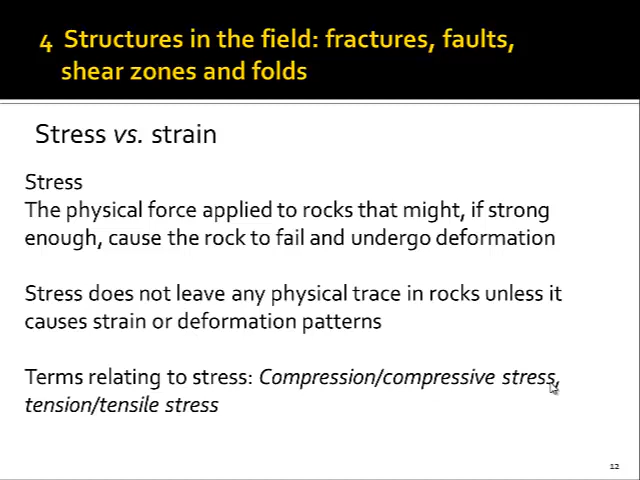 4 Structures in the field: fractures, faults,
shear zones and folds
Stress vs. strain
Stress
The physical force applied to rocks that might, if strong
enough, cause the rock to fail and undergo deformation
Stress does not leave any physical trace in rocks unless it
causes strain or deformation patterns
Terms relating to stress: Compression/compressive stress,
tension/tensile stress
12